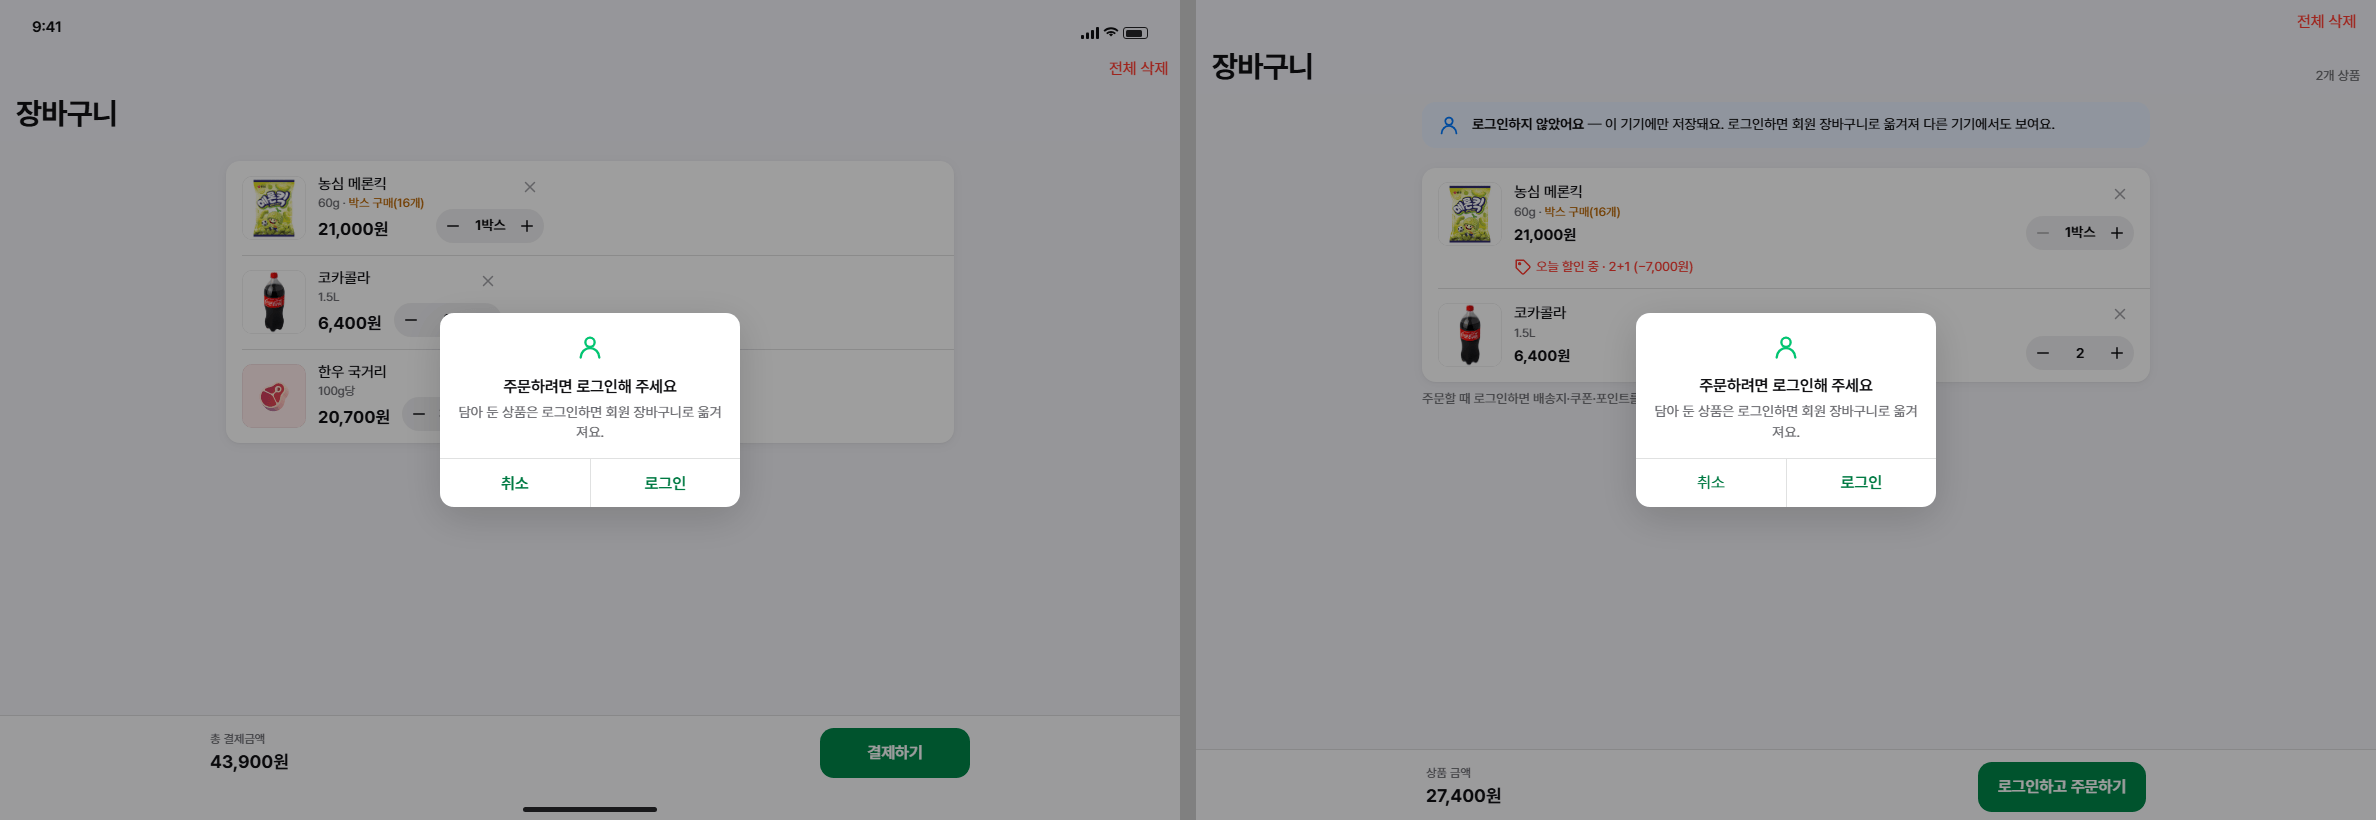 9:41
전체 삭제
장바구니
농심 메론킥
60g · 박스 구매(16개)
21,000원
1박스
코카콜라
1.5L
6,400원
한우 국거리
100g당
20,700원
주문하려면 로그인해 주세요
담아 둔 상품은 로그인하면 회원 장바구니로 옮겨
져요.
취소
로그인
총 결제금액
43,900원
결제하기
전체 삭제
장바구니
2개 상품
로그인하지 않았어요 — 이 기기에만 저장돼요. 로그인하면 회원 장바구니로 옮겨져 다른 기기에서도 보여요.
농심 메론킥
60g · 박스 구매(16개)
21,000원
1박스
오늘 할인 중 · 2+1 (−7,000원)
코카콜라
1.5L
6,400원
2
주문할 때 로그인하면 배송지·쿠폰·포인트를
주문하려면 로그인해 주세요
담아 둔 상품은 로그인하면 회원 장바구니로 옮겨
져요.
취소
로그인
상품 금액
27,400원
로그인하고 주문하기